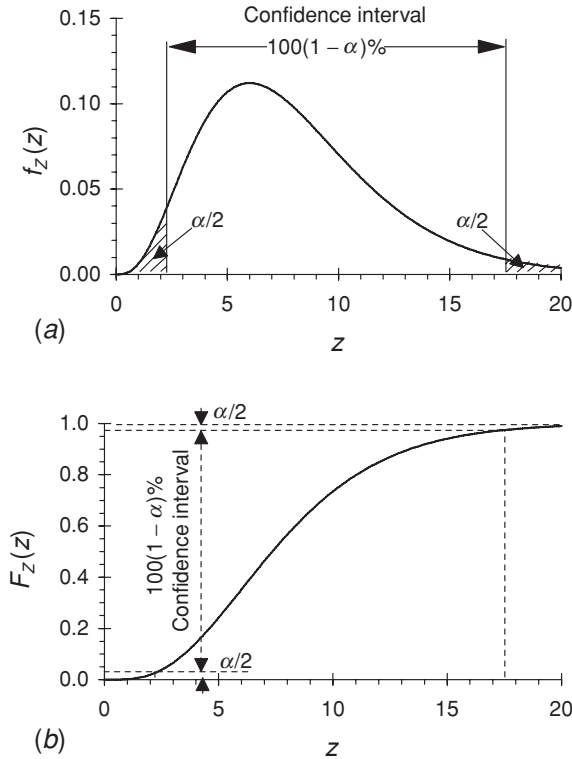 Confidence interval
100(1 − α)%
0.15
0.10
0.05
0.00
f_Z(z)
α/2
α/2
0 5 10 15 20
z
(a)
1.0
0.8
0.6
0.4
0.2
0.0
F_Z(z)
α/2
100(1 − α)%
Confidence interval
α/2
0 5 10 15 20
z
(b)